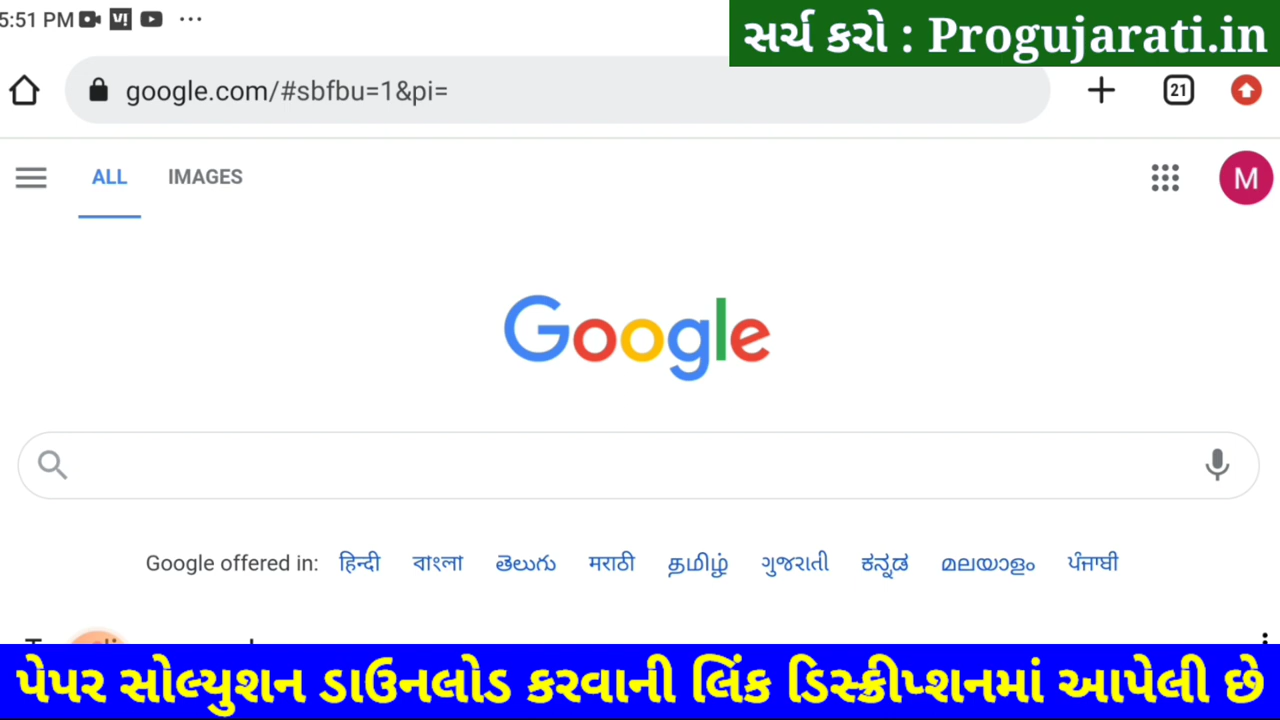 5:51 PM
સર્ચ કરો : Progujarati.in
google.com/#sbfbu=1&pi=
21
ALL IMAGES
M
Google
Google offered in: हिन्दी বাংলা తెలుగు मराठी தமிழ் ગુજરાતી ಕನ್ನಡ മലയാളം ਪੰਜਾਬੀ
પેપર સોલ્યુશન ડાઉનલોડ કરવાની લિંક ડિસ્ક્રીપ્શનમાં આપેલી છે